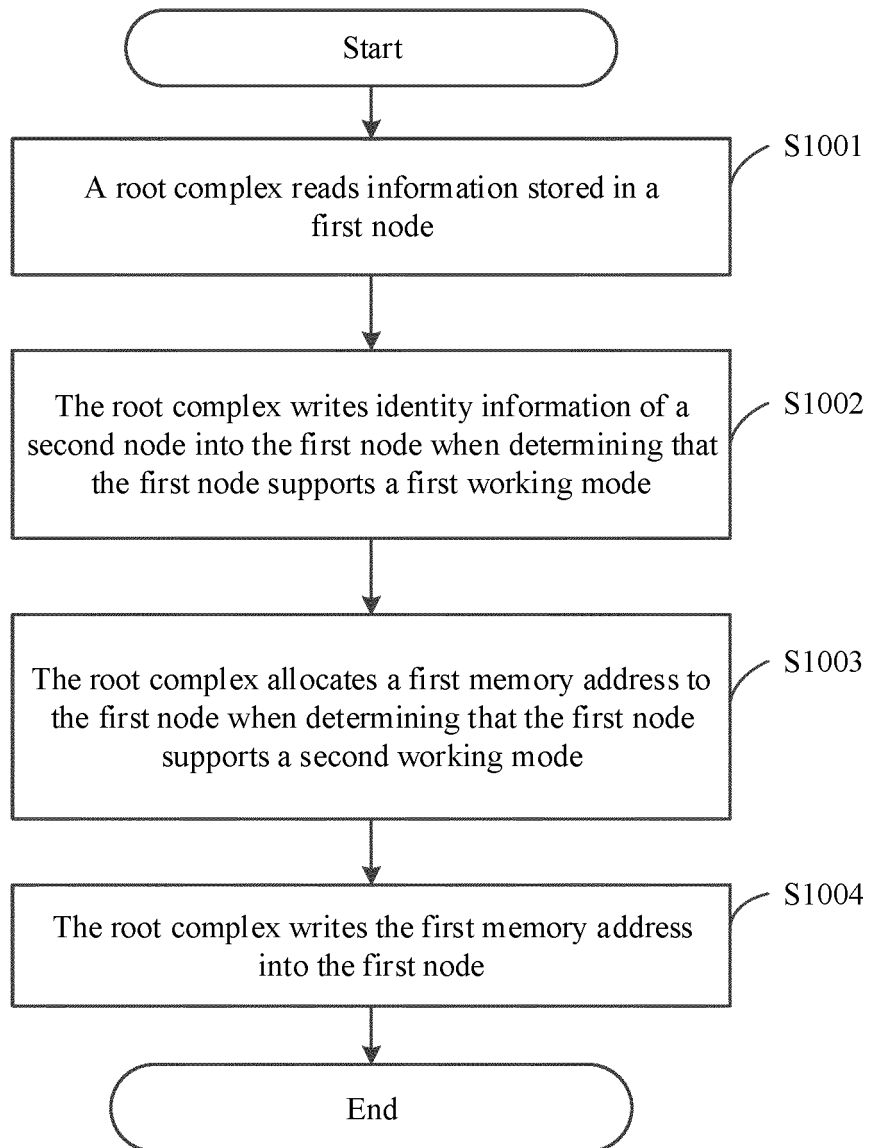 Start
S1001
A root complex reads information stored in a
first node
S1002
The root complex writes identity information of a
second node into the first node when determining that
the first node supports a first working mode
S1003
The root complex allocates a first memory address to
the first node when determining that the first node
supports a second working mode
S1004
The root complex writes the first memory address
into the first node
End